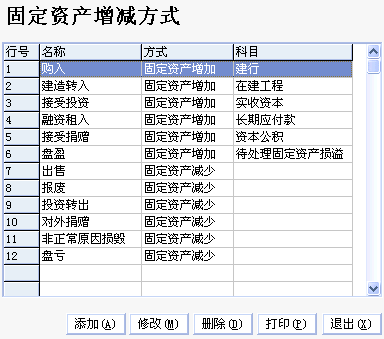 固定资产增减方式
行号 名称 方式 科目
1 购入 固定资产增加 建行
2 建造转入 固定资产增加 在建工程
3 接受投资 固定资产增加 实收资本
4 融资租入 固定资产增加 长期应付款
5 接受捐赠 固定资产增加 资本公积
6 盘盈 固定资产增加 待处理固定资产损溢
7 出售 固定资产减少
8 报废 固定资产减少
9 投资转出 固定资产减少
10 对外捐赠 固定资产减少
11 非正常原因损毁 固定资产减少
12 盘亏 固定资产减少
添加(A) 修改(M) 删除(D) 打印(P) 退出(X)